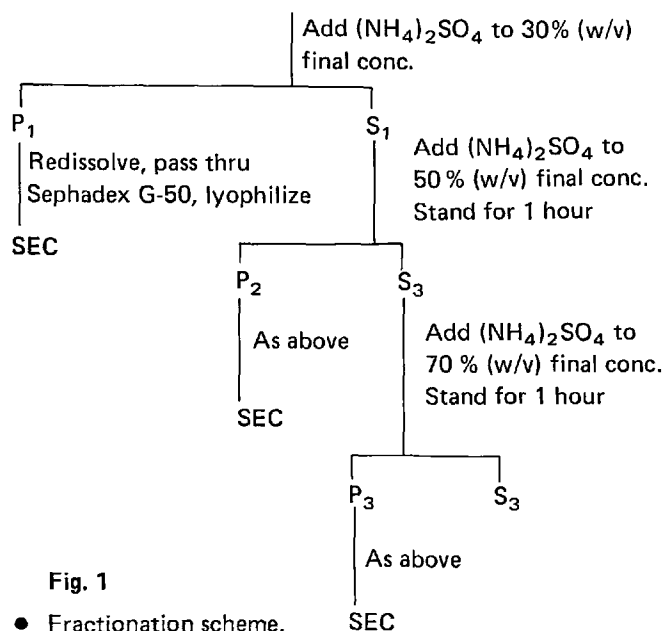 Add (NH₄)₂SO₄ to 30% (w/v)
final conc.
P₁
S₁
Redissolve, pass thru
Sephadex G-50, lyophilize
SEC
Add (NH₄)₂SO₄ to
50% (w/v) final conc.
Stand for 1 hour
P₂
S₃
As above
SEC
Add (NH₄)₂SO₄ to
70% (w/v) final conc.
Stand for 1 hour
P₃
S₃
As above
SEC
Fig. 1
● Fractionation scheme.